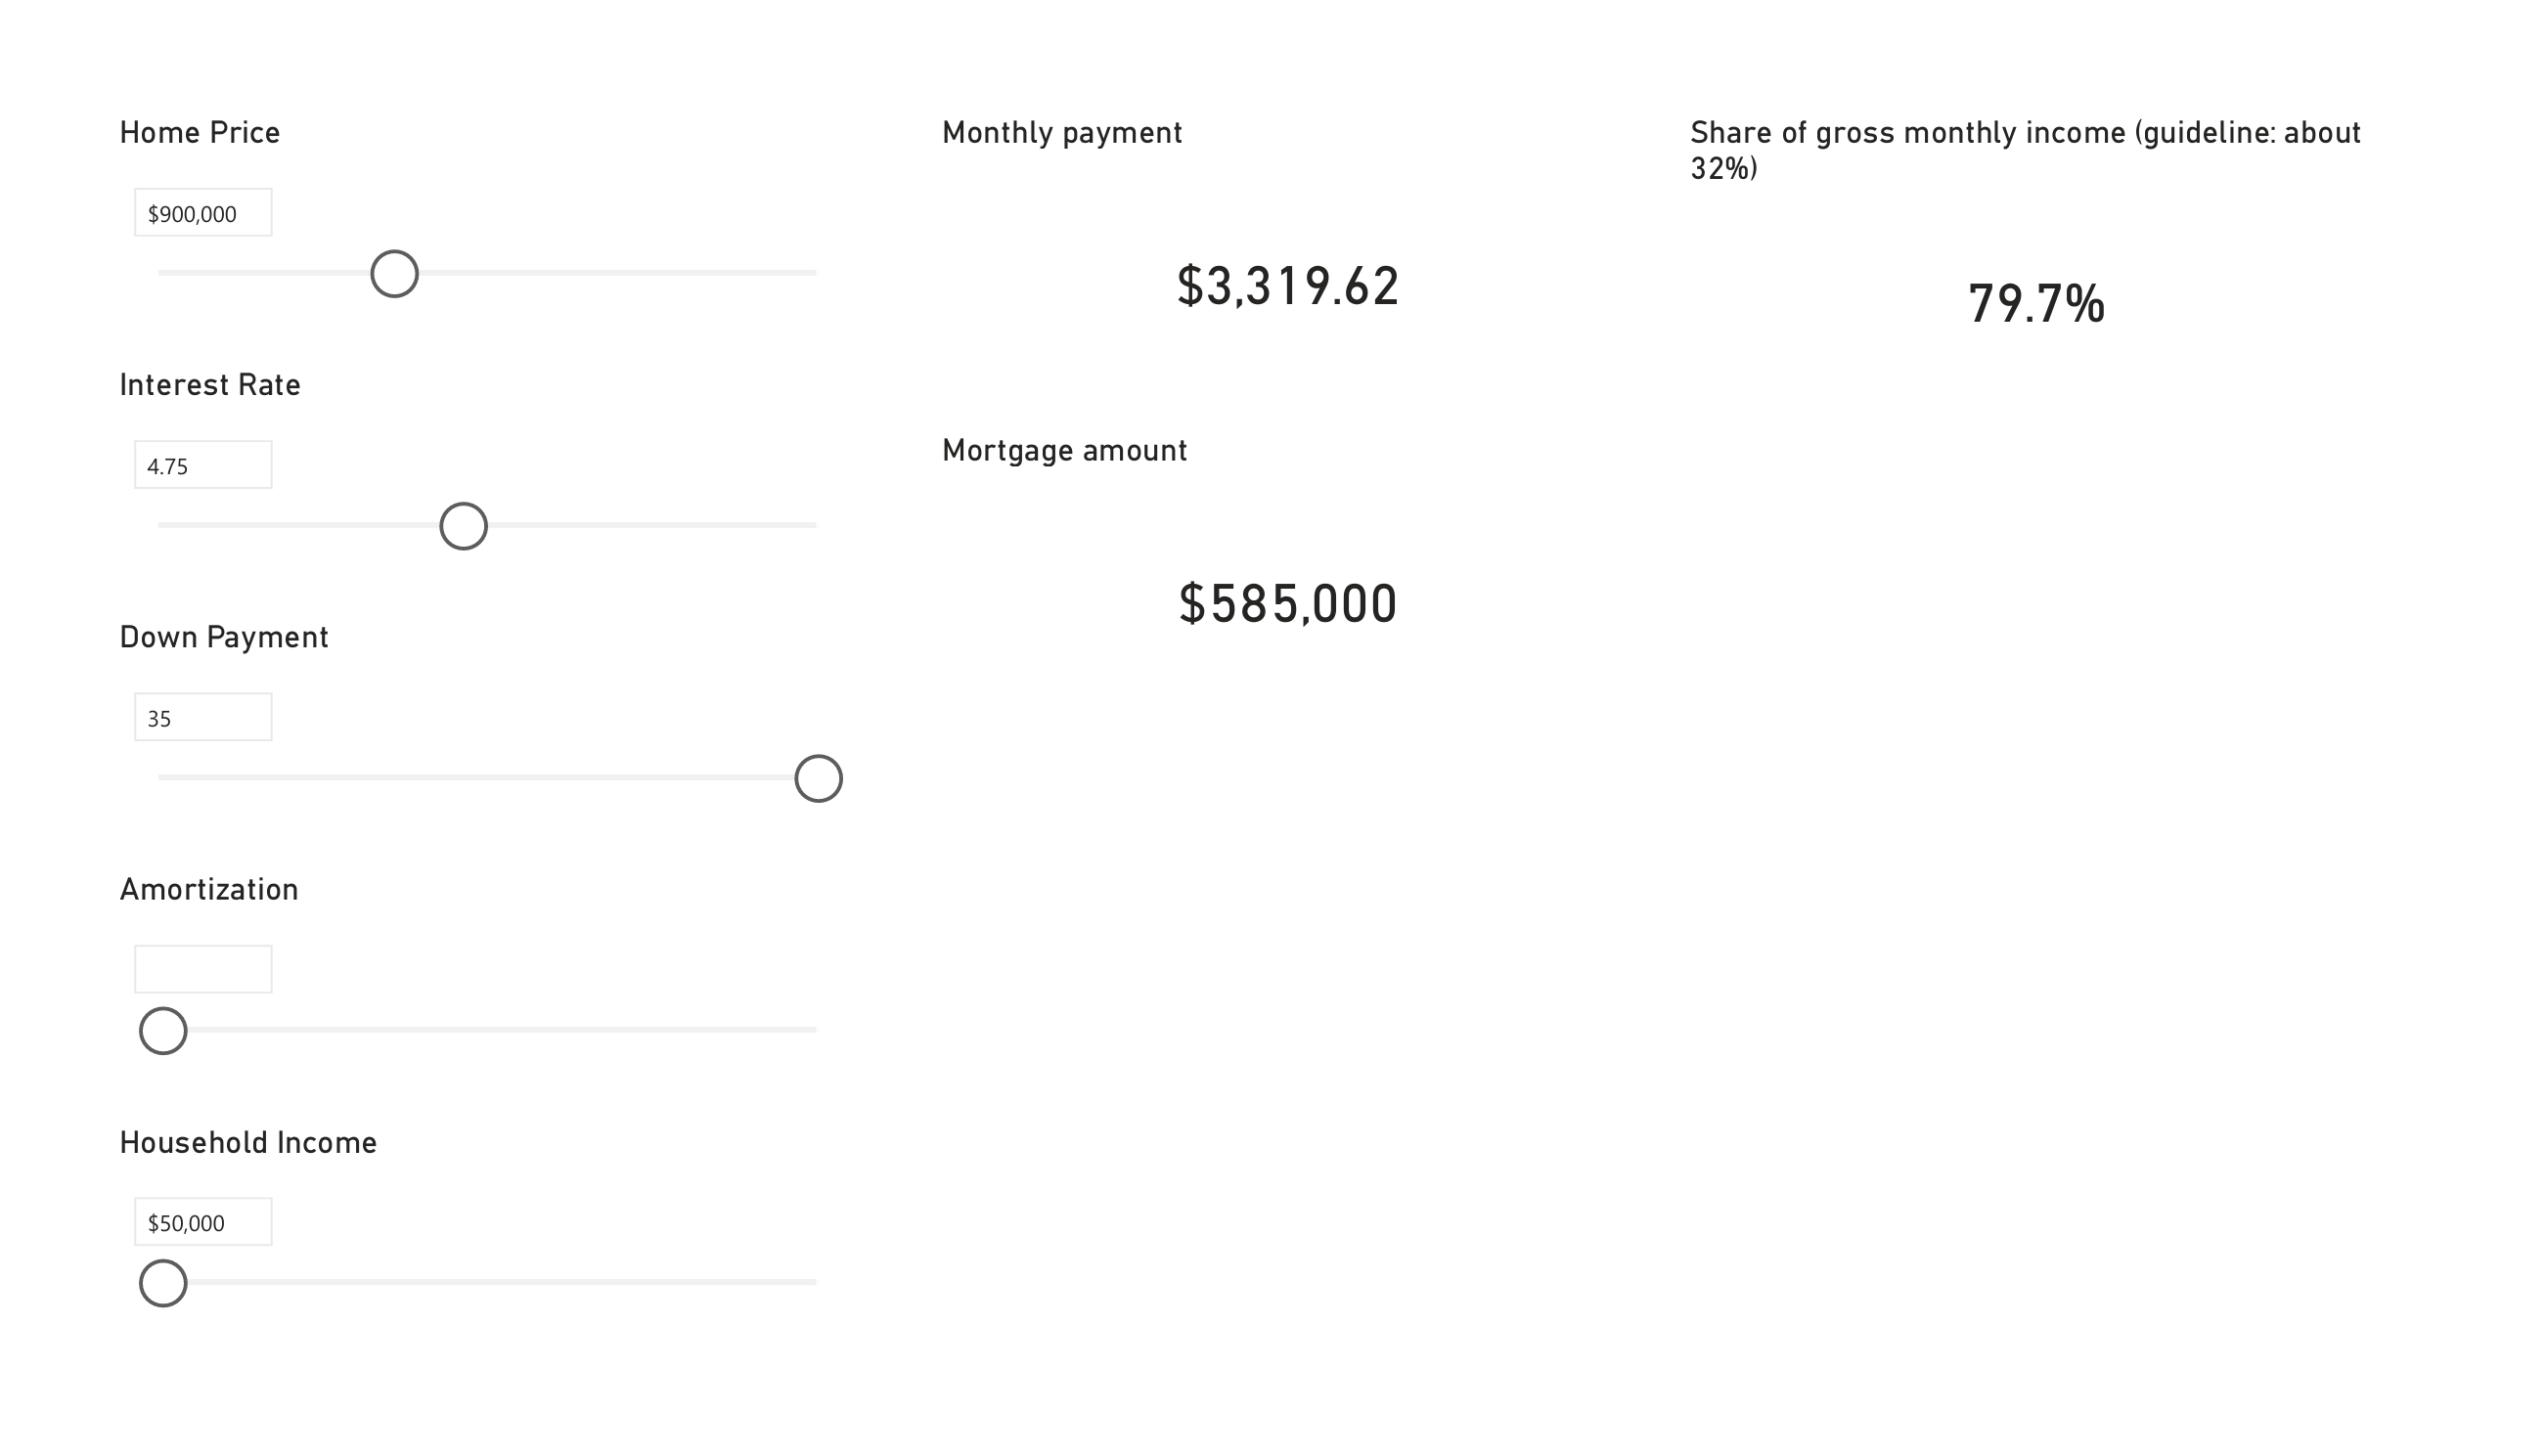 Home Price
$900,000
Interest Rate
4.75
Down Payment
35
Amortization
Household Income
$50,000
Monthly payment
$3,319.62
Mortgage amount
$585,000
Share of gross monthly income (guideline: about
32%)
79.7%